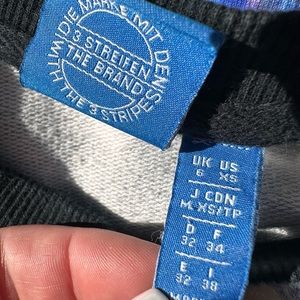 DIE MARKE MIT DEN
3 STREIFEN
THE BRAND
WITH THE 3 STRIPES
UK US
6 XS
J CDN
M XS/TP
D F
32 34
E I
32 38